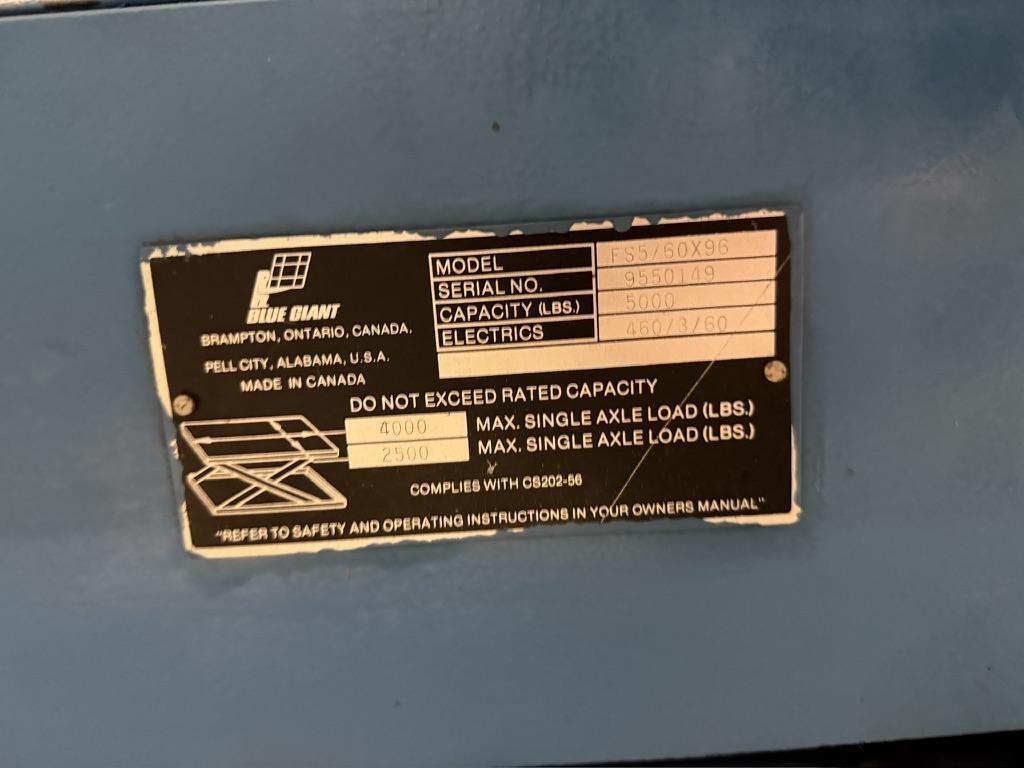 BLUE GIANT
BRAMPTON, ONTARIO, CANADA.
PELL CITY, ALABAMA, U.S.A.
MADE IN CANADA
MODEL FS5/60X96
SERIAL NO. 9550149
CAPACITY (LBS.) 5000
ELECTRICS 460/3/60
DO NOT EXCEED RATED CAPACITY
4000 MAX. SINGLE AXLE LOAD (LBS.)
2500 MAX. SINGLE AXLE LOAD (LBS.)
COMPLIES WITH CS202-56
"REFER TO SAFETY AND OPERATING INSTRUCTIONS IN YOUR OWNERS MANUAL"